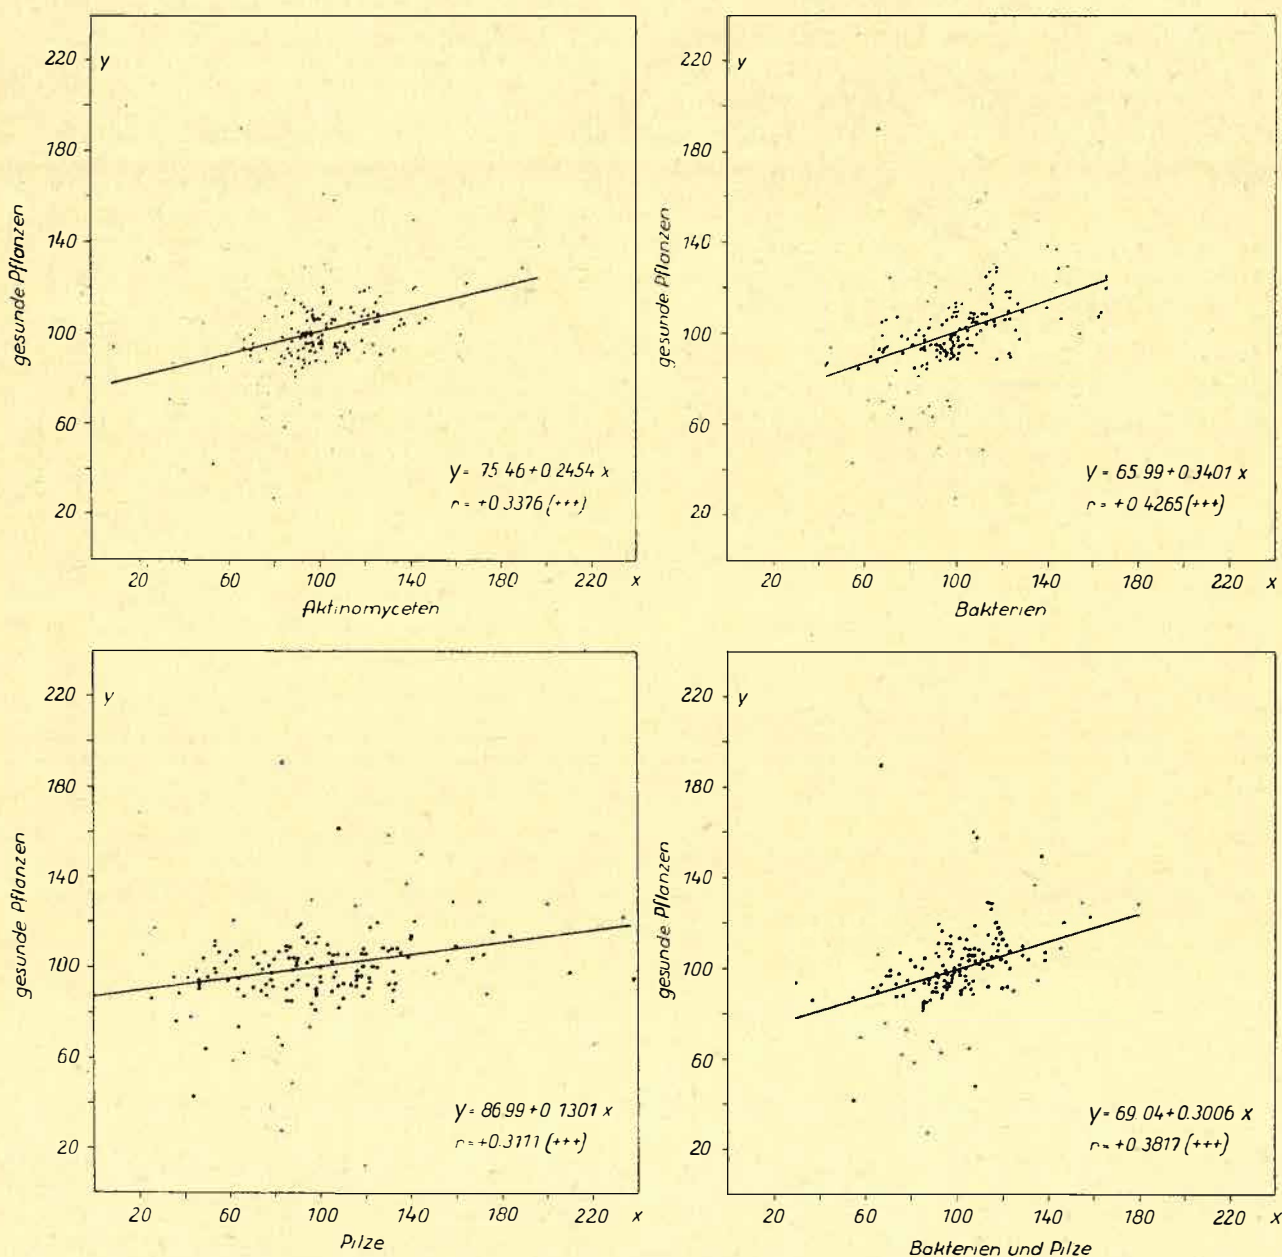 220 y
180
140
100
60
20
gesunde Pflanzen
y = 75.46+0.2454 x
r = +0.3376 (+++)
20 60 100 140 180 220 x
Aktinomyceten
220 y
180
140
100
60
20
gesunde Pflanzen
y = 65.99+0.3401 x
r = +0.4265 (+++)
20 60 100 140 180 220 x
Bakterien
220 y
180
140
100
60
20
gesunde Pflanzen
y = 86.99+0.1301 x
r = +0.3111 (+++)
20 60 100 140 180 220 x
Pilze
220 y
180
140
100
60
20
gesunde Pflanzen
y = 69.04+0.3006 x
r = +0.3817 (+++)
20 60 100 140 180 220 x
Bakterien und Pilze